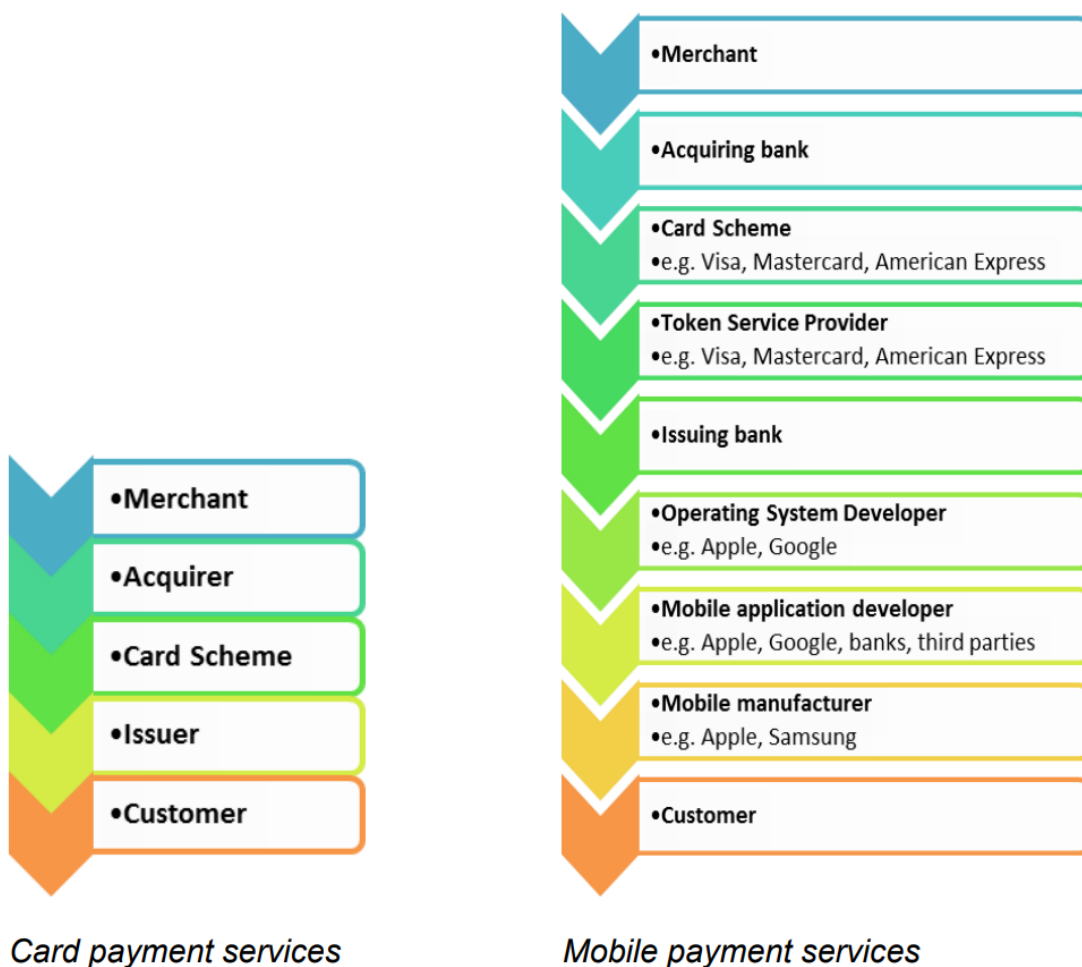 •Merchant
•Acquirer
•Card Scheme
•Issuer
•Customer
Card payment services
•Merchant
•Acquiring bank
•Card Scheme
•e.g. Visa, Mastercard, American Express
•Token Service Provider
•e.g. Visa, Mastercard, American Express
•Issuing bank
•Operating System Developer
•e.g. Apple, Google
•Mobile application developer
•e.g. Apple, Google, banks, third parties
•Mobile manufacturer
•e.g. Apple, Samsung
•Customer
Mobile payment services